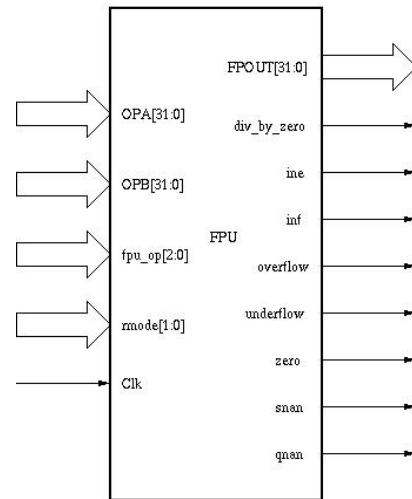 FPOUT[31:0]
OPA[31:0]
div_by_zero
ine
OPB[31:0]
inf
FPU
fpu_op[2:0]
overflow
underflow
rmode[1:0]
zero
Clk
snan
qnan